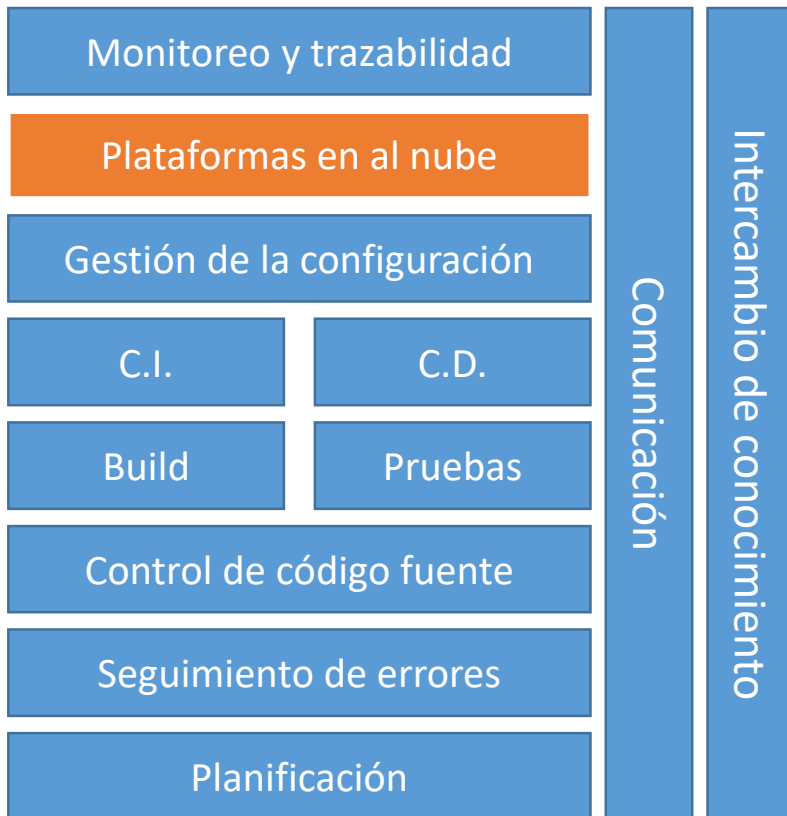 Monitoreo y trazabilidad
Plataformas en al nube
Gestión de la configuración
C.I.
C.D.
Build
Pruebas
Control de código fuente
Seguimiento de errores
Planificación
Comunicación
Intercambio de conocimiento